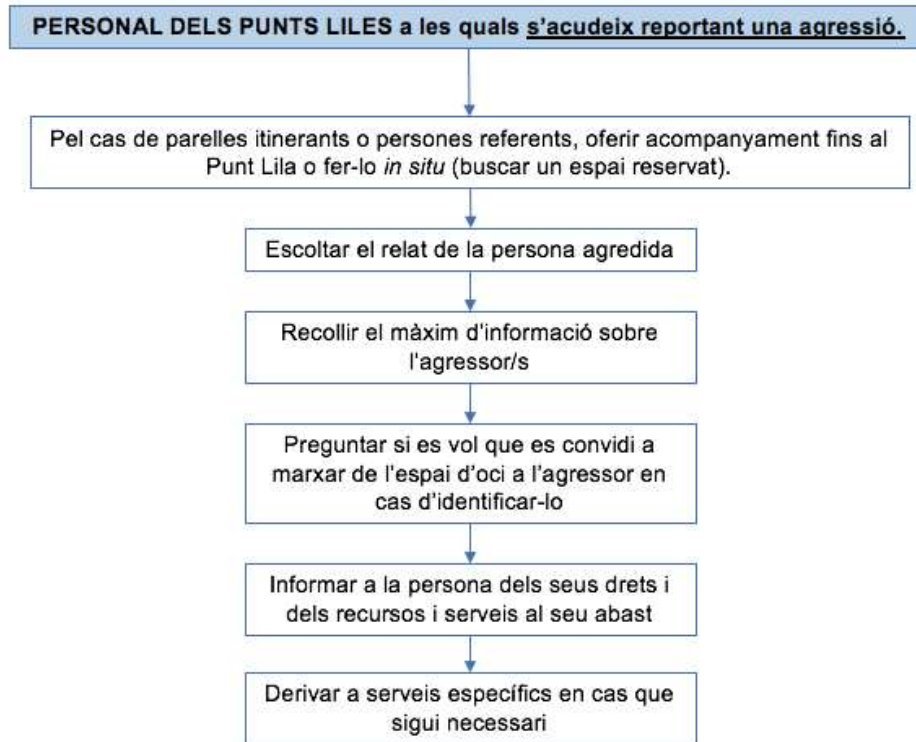 PERSONAL DELS PUNTS LILES a les quals s'acudeix reportant una agressió.
Pel cas de parelles itinerants o persones referents, oferir acompanyament fins al
Punt Lila o fer-lo in situ (buscar un espai reservat).
Escoltar el relat de la persona agredida
Recollir el màxim d'informació sobre
l'agressor/s
Preguntar si es vol que es convidi a
marxar de l'espai d'oci a l'agressor en
cas d'identificar-lo
Informar a la persona dels seus drets i
dels recursos i serveis al seu abast
Derivar a serveis específics en cas que
sigui necessari